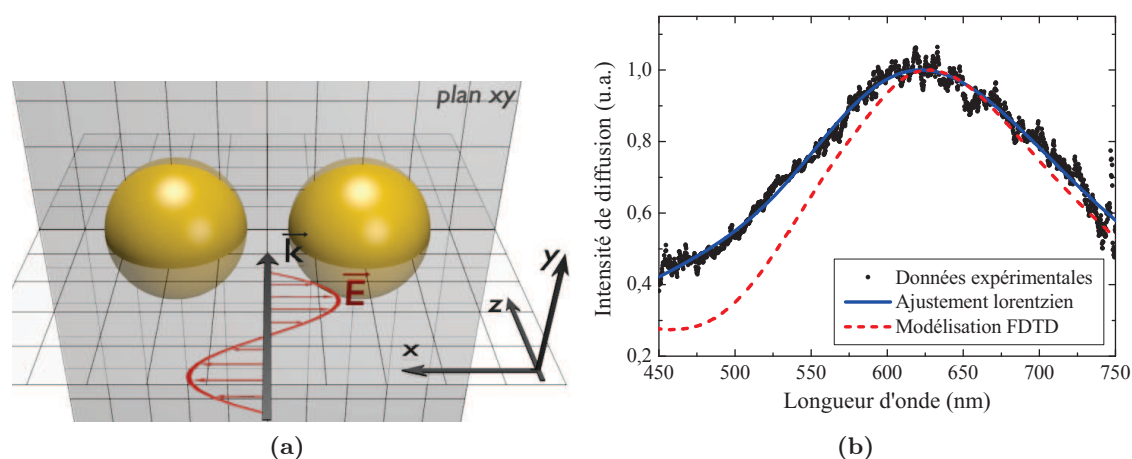 plan xy
k
E
y
z
x
(a)
Intensité de diffusion (u.a.)
1,0
0,8
0,6
0,4
0,2
Données expérimentales
Ajustement lorentzien
Modélisation FDTD
450 500 550 600 650 700 750
Longueur d'onde (nm)
(b)